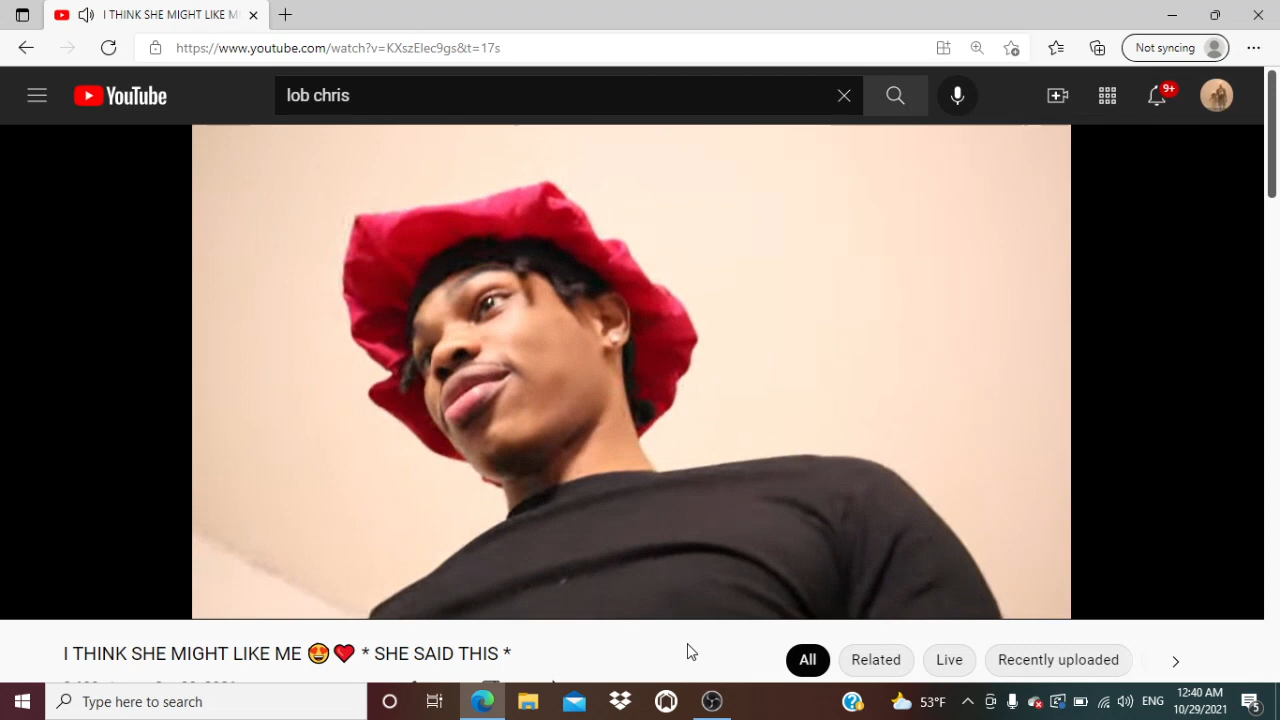 I THINK SHE MIGHT LIKE M
https://www.youtube.com/watch?v=KXszElec9gs&t=17s
Not syncing
YouTube
lob chris
9+
I THINK SHE MIGHT LIKE ME 😍❤️ * SHE SAID THIS *
All
Related
Live
Recently uploaded
Type here to search
53°F
ENG
12:40 AM
10/29/2021
5